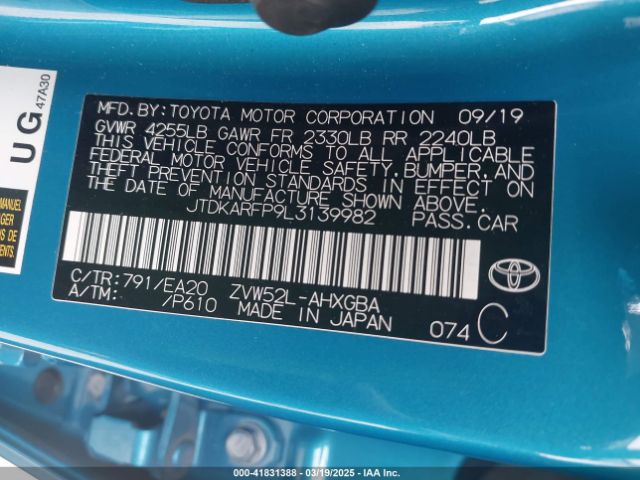 MFD.BY:TOYOTA MOTOR CORPORATION 09/19
GVWR 4255LB GAWR FR 2330LB RR 2240LB
THIS VEHICLE CONFORMS TO ALL APPLICABLE
FEDERAL MOTOR VEHICLE SAFETY.BUMPER.AND
THEFT PREVENTION STANDARDS IN EFFECT ON
THE DATE OF MANUFACTURE SHOWN ABOVE.
JTDKARFP9L3139982 PASS.CAR
C/TR:791/EA20 ZVW52L-AHXGBA
A/TM: /P610 MADE IN JAPAN 074 C
UG 47A30
AGER
ENTS.
000-41831388 - 03/19/2025 - IAA Inc.